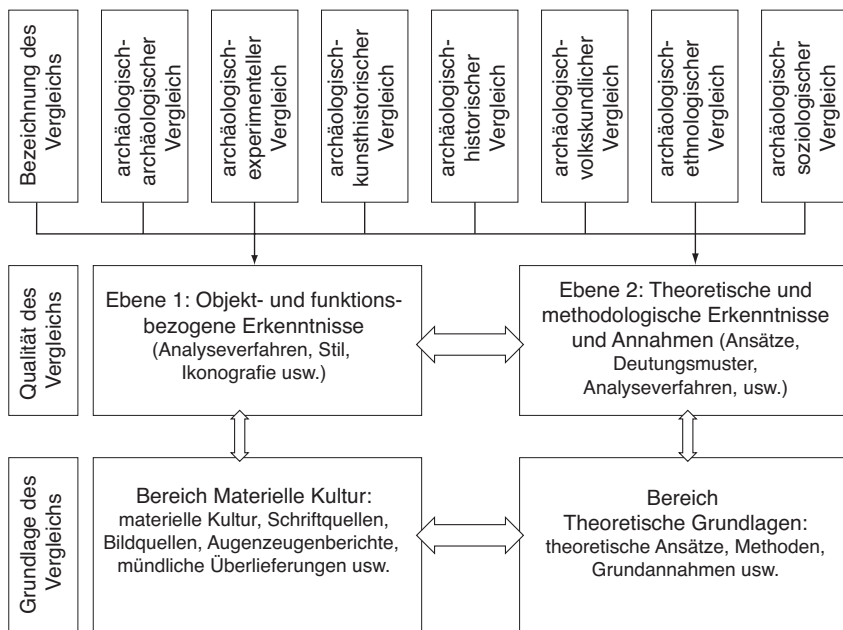 Bezeichnung des
Vergleichs
archäologisch-
archäologischer
Vergleich
archäologisch-
experimenteller
Vergleich
archäologisch-
kunsthistorischer
Vergleich
archäologisch-
historischer
Vergleich
archäologisch-
volkskundlicher
Vergleich
archäologisch-
ethnologischer
Vergleich
archäologisch-
soziologischer
Vergleich
Qualität des
Vergleichs
Ebene 1: Objekt- und funktions-
bezogene Erkenntnisse
(Analyseverfahren, Stil,
Ikonografie usw.)
Ebene 2: Theoretische und
methodologische Erkenntnisse
und Annahmen (Ansätze,
Deutungsmuster,
Analyseverfahren, usw.)
Grundlage des
Vergleichs
Bereich Materielle Kultur:
materielle Kultur, Schriftquellen,
Bildquellen, Augenzeugenberichte,
mündliche Überlieferungen usw.
Bereich
Theoretische Grundlagen:
theoretische Ansätze, Methoden,
Grundannahmen usw.